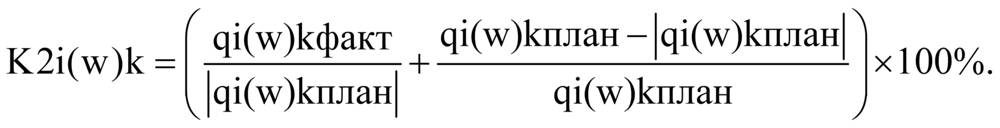 K2i(w)k = ( qi(w)kфакт / |qi(w)kплан| + qi(w)kплан – |qi(w)kплан| / qi(w)kплан ) ×100%.